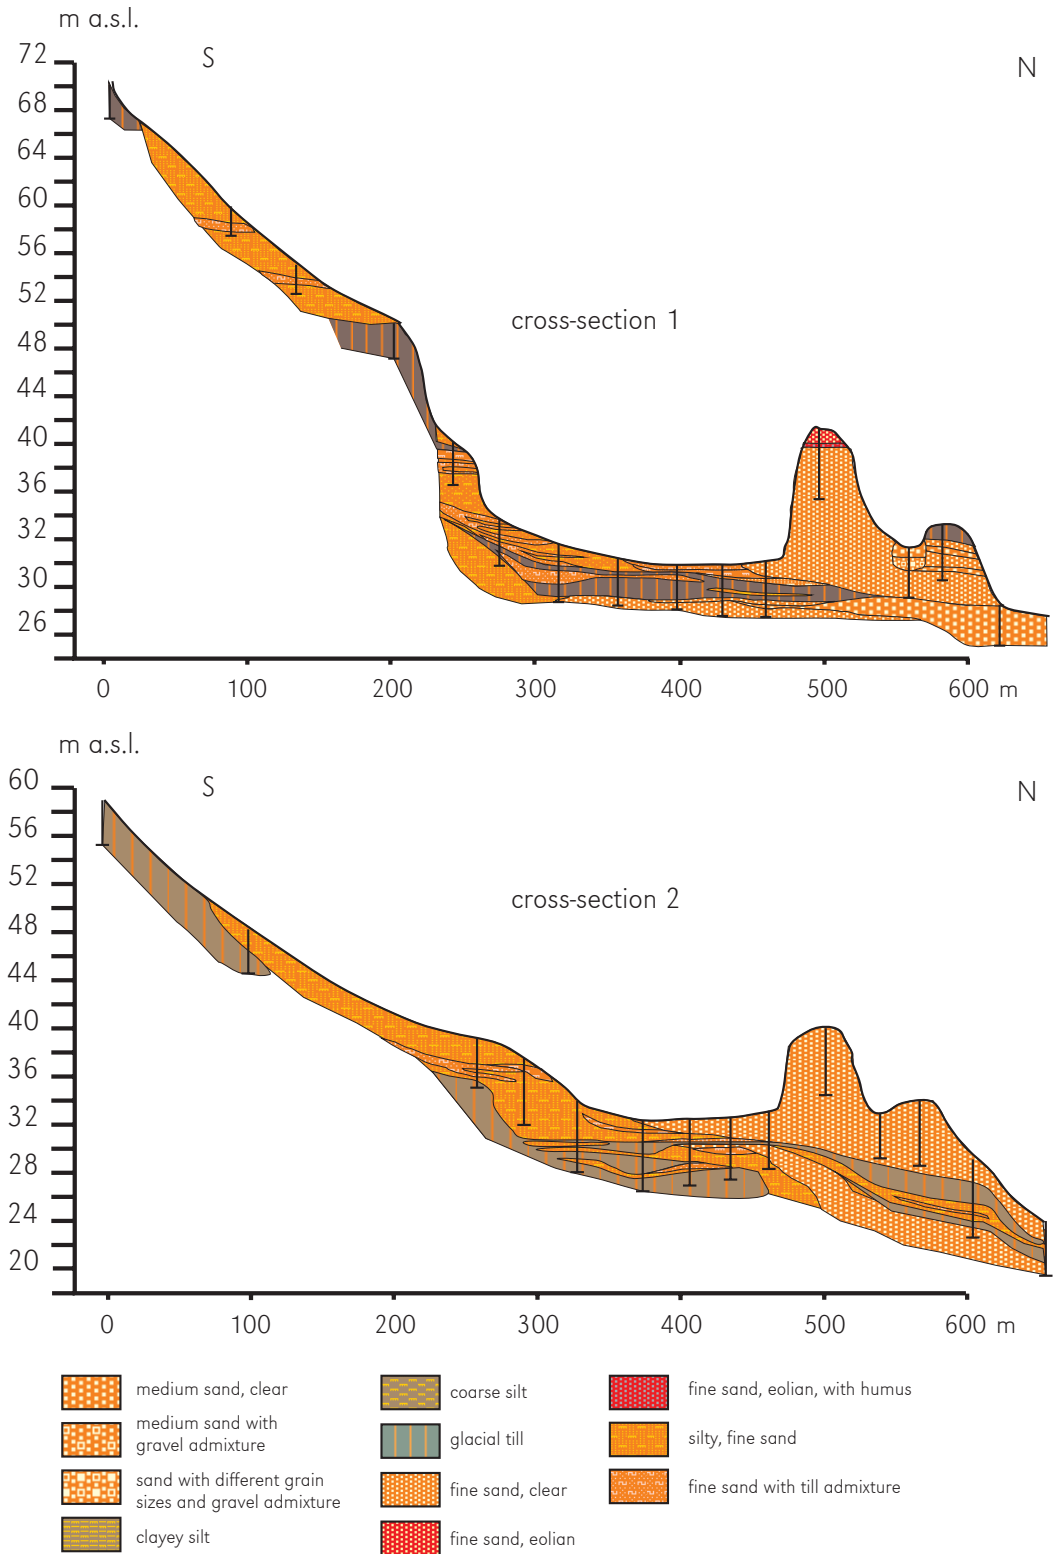 m a.s.l.
S
N
72
68
64
60
56
52
48
44
40
36
32
30
26
22
cross-section 1
0 100 200 300 400 500 600 m
m a.s.l.
S
N
60
56
52
48
44
40
36
32
28
24
20
cross-section 2
0 100 200 300 400 500 600 m
medium sand, clear
medium sand with
gravel admixture
sand with different grain
sizes and gravel admixture
clayey silt
coarse silt
glacial till
fine sand, clear
fine sand, eolian
fine sand, eolian, with humus
silty, fine sand
fine sand with till admixture